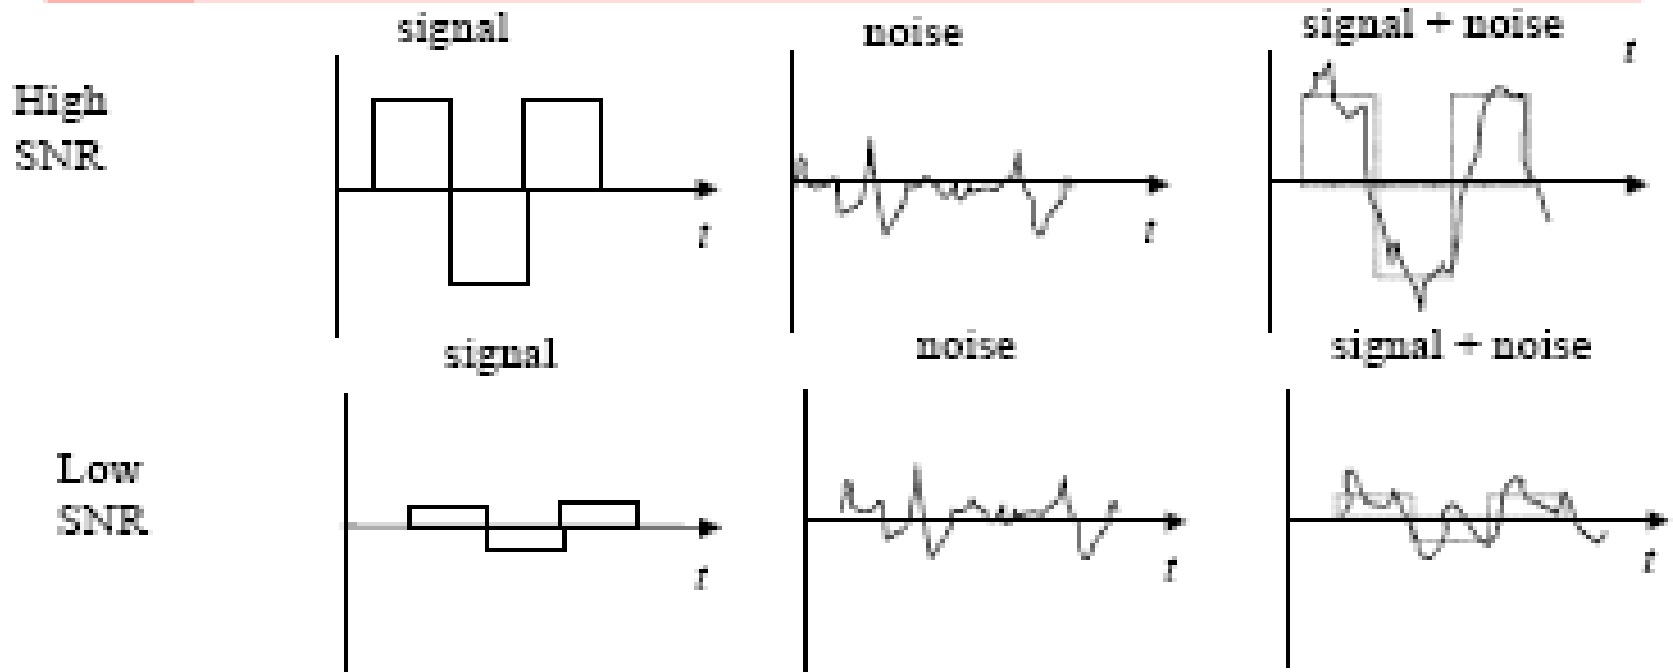 signal
noise
signal + noise
t
High
SNR
t
t
signal
noise
signal + noise
Low
SNR
t
t
t